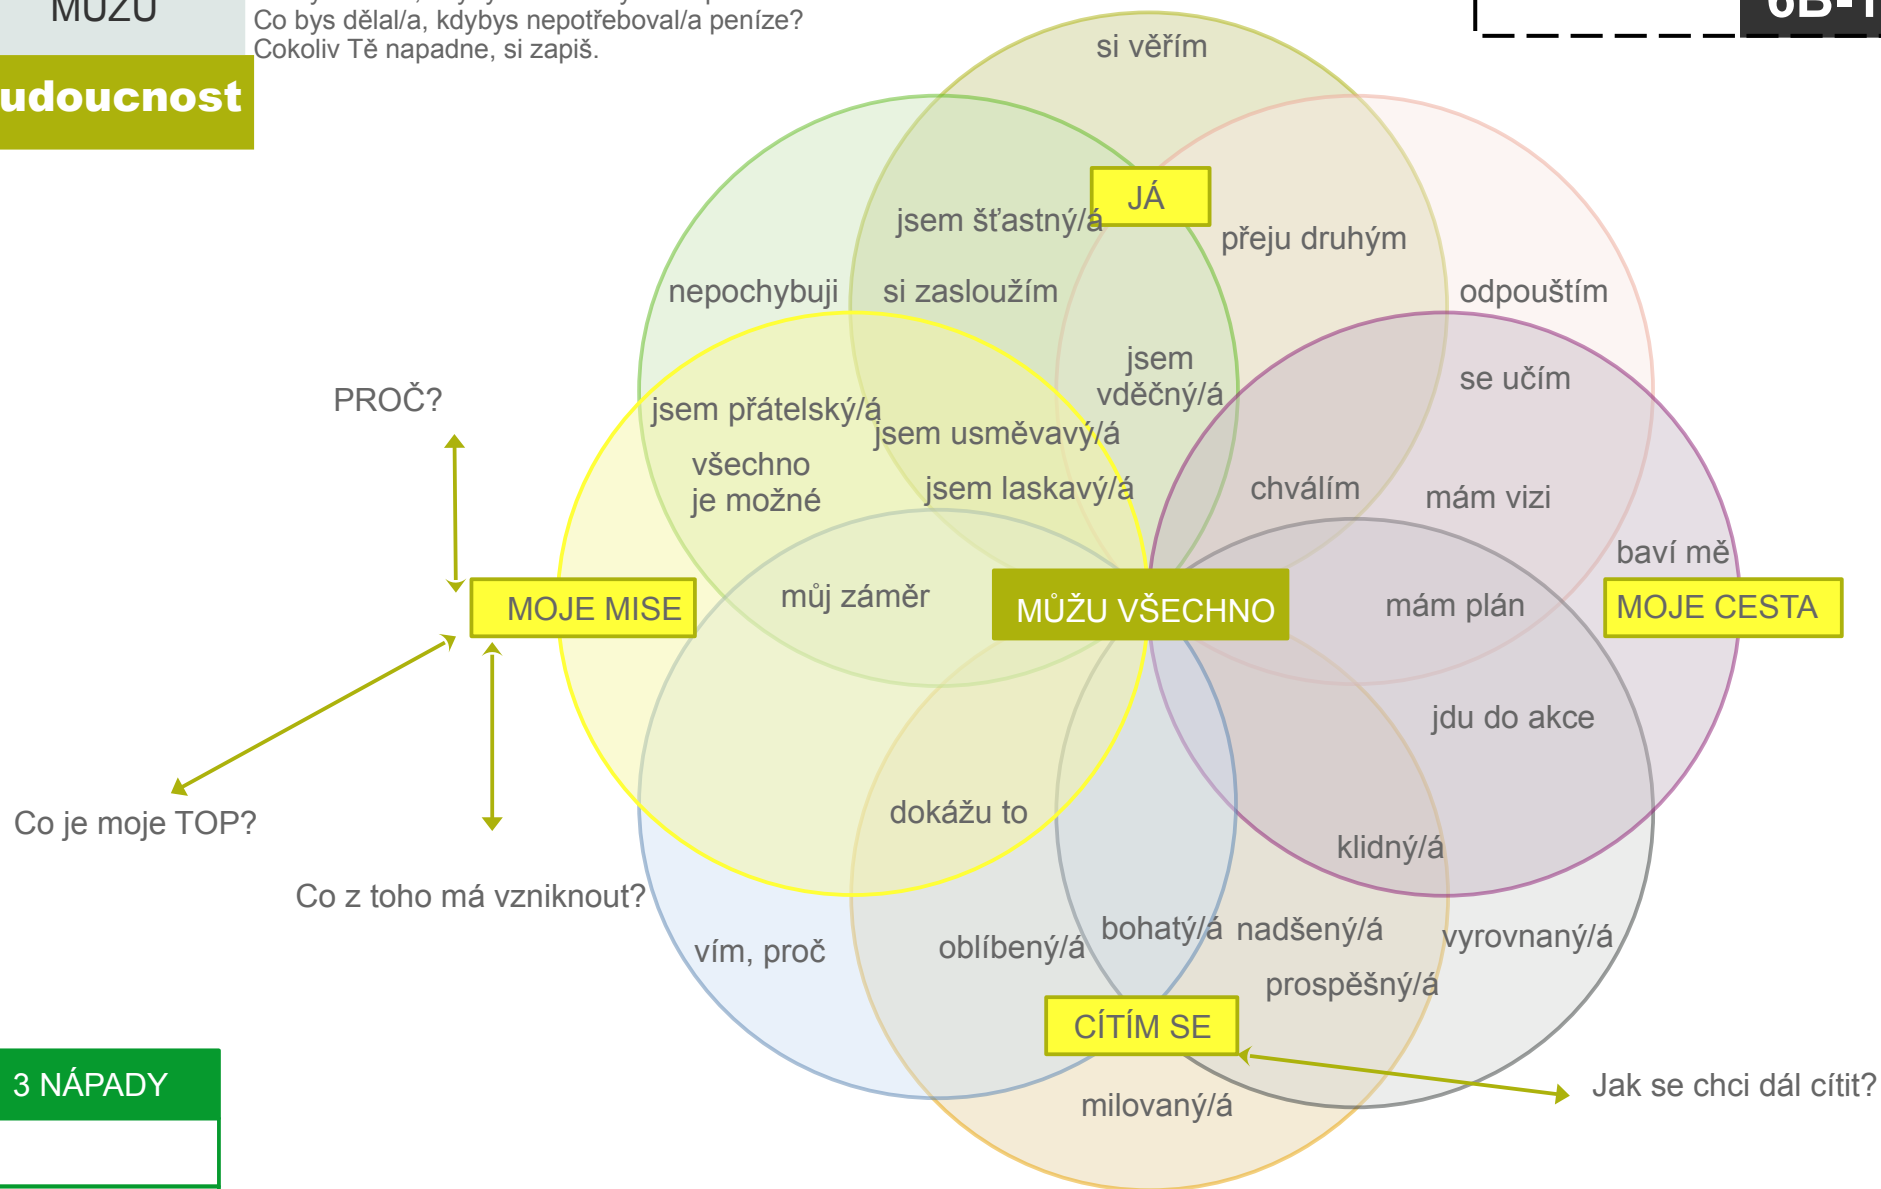 MŮŽU
Co bys dělal/a, kdybys nepotřeboval/a peníze?
Cokoliv Tě napadne, si zapiš.
6B-1
udoucnost
si věřím
JÁ
jsem šťastný/á
přeju druhým
nepochybuji
si zasloužím
odpouštím
jsem
vděčný/á
se učím
PROČ?
jsem přátelský/á
jsem usměvavý/á
všechno
je možné
jsem laskavý/á
chválím
mám vizi
baví mě
MOJE MISE
můj záměr
MŮŽU VŠECHNO
mám plán
MOJE CESTA
jdu do akce
Co je moje TOP?
dokážu to
klidný/á
Co z toho má vzniknout?
vím, proč
oblíbený/á
bohatý/á
nadšený/á
vyrovnaný/á
prospěšný/á
CÍTÍM SE
3 NÁPADY
milovaný/á
Jak se chci dál cítit?